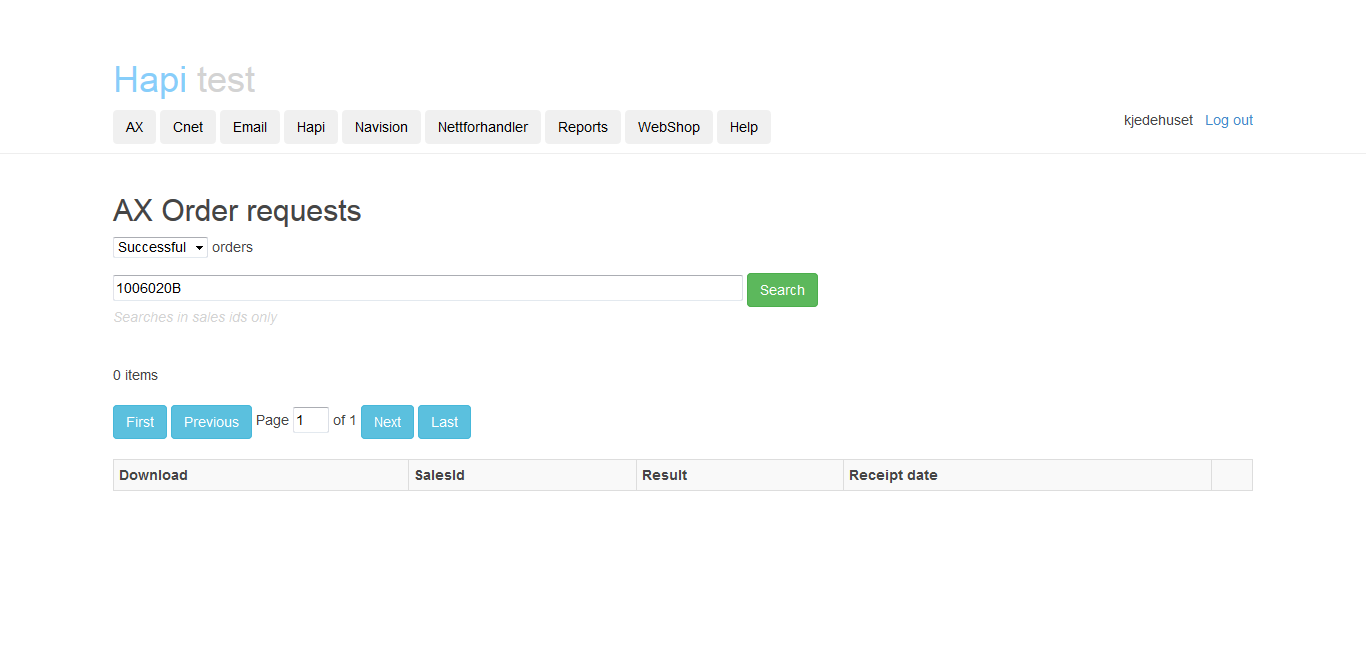 Hapi test
AX Cnet Email Hapi Navision Nettforhandler Reports WebShop Help
kjedehuset Log out
AX Order requests
Successful orders
1006020B Search
Searches in sales ids only
0 items
First Previous Page 1 of 1 Next Last
Download SalesId Result Receipt date